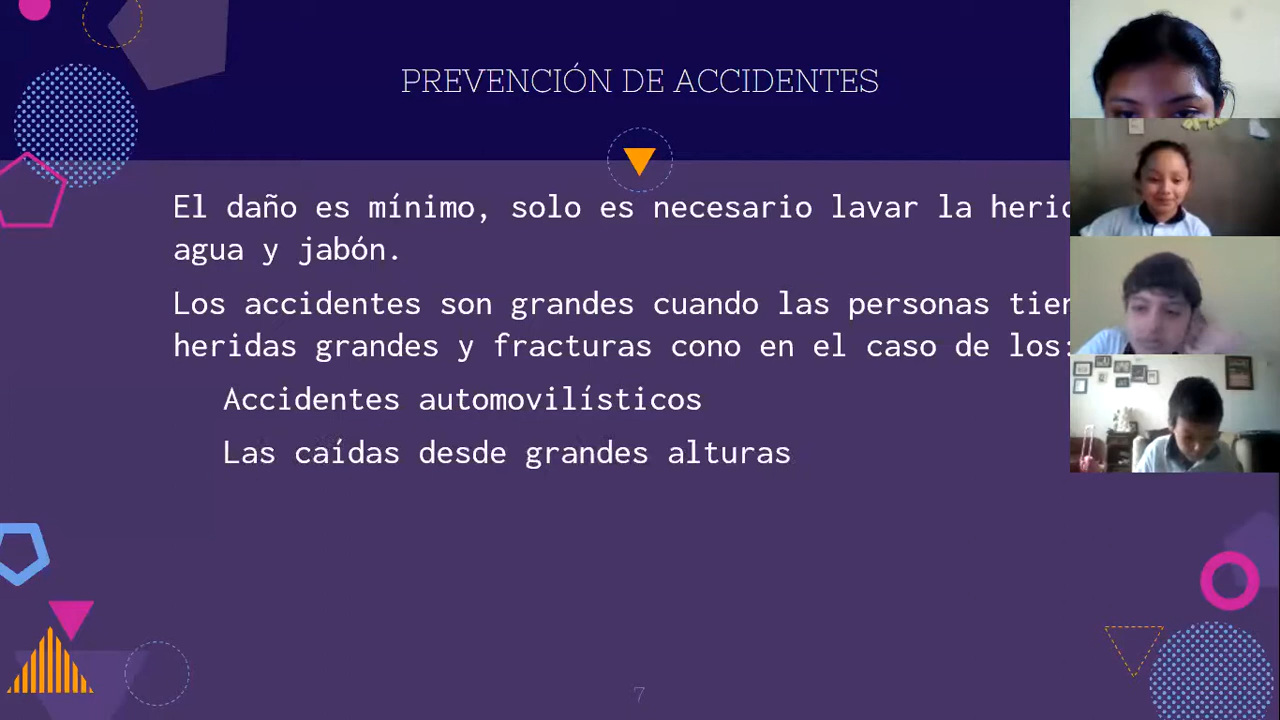 PREVENCIÓN DE ACCIDENTES
El daño es mínimo, solo es necesario lavar la
agua y jabón.
Los accidentes son grandes cuando las personas
heridas grandes y fracturas cono en el caso de los:
Accidentes automovilísticos
Las caídas desde grandes alturas
7